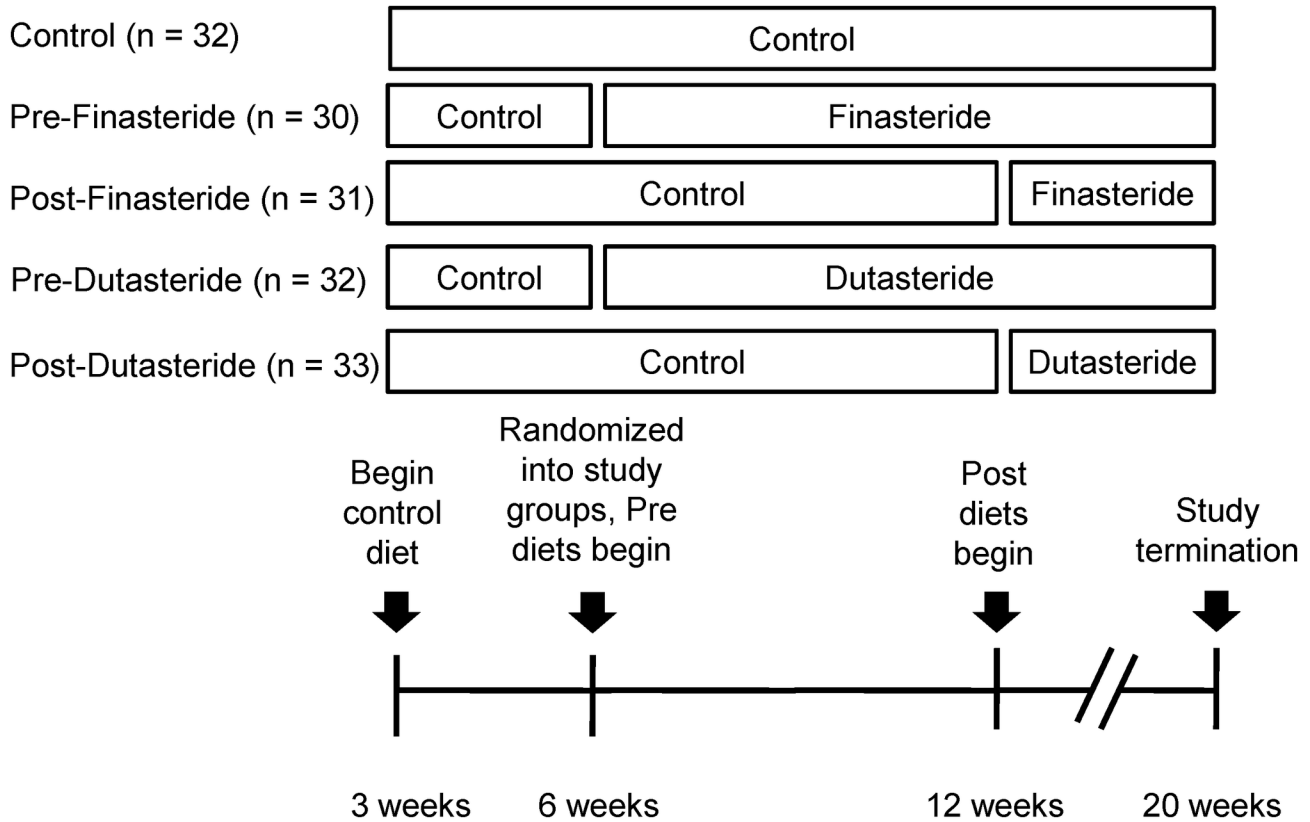 Control (n = 32)
Control
Pre-Finasteride (n = 30)
Control
Finasteride
Post-Finasteride (n = 31)
Control
Finasteride
Pre-Dutasteride (n = 32)
Control
Dutasteride
Post-Dutasteride (n = 33)
Control
Dutasteride
Begin
control
diet
Randomized
into study
groups, Pre
diets begin
Post
diets
begin
Study
termination
3 weeks
6 weeks
12 weeks
20 weeks